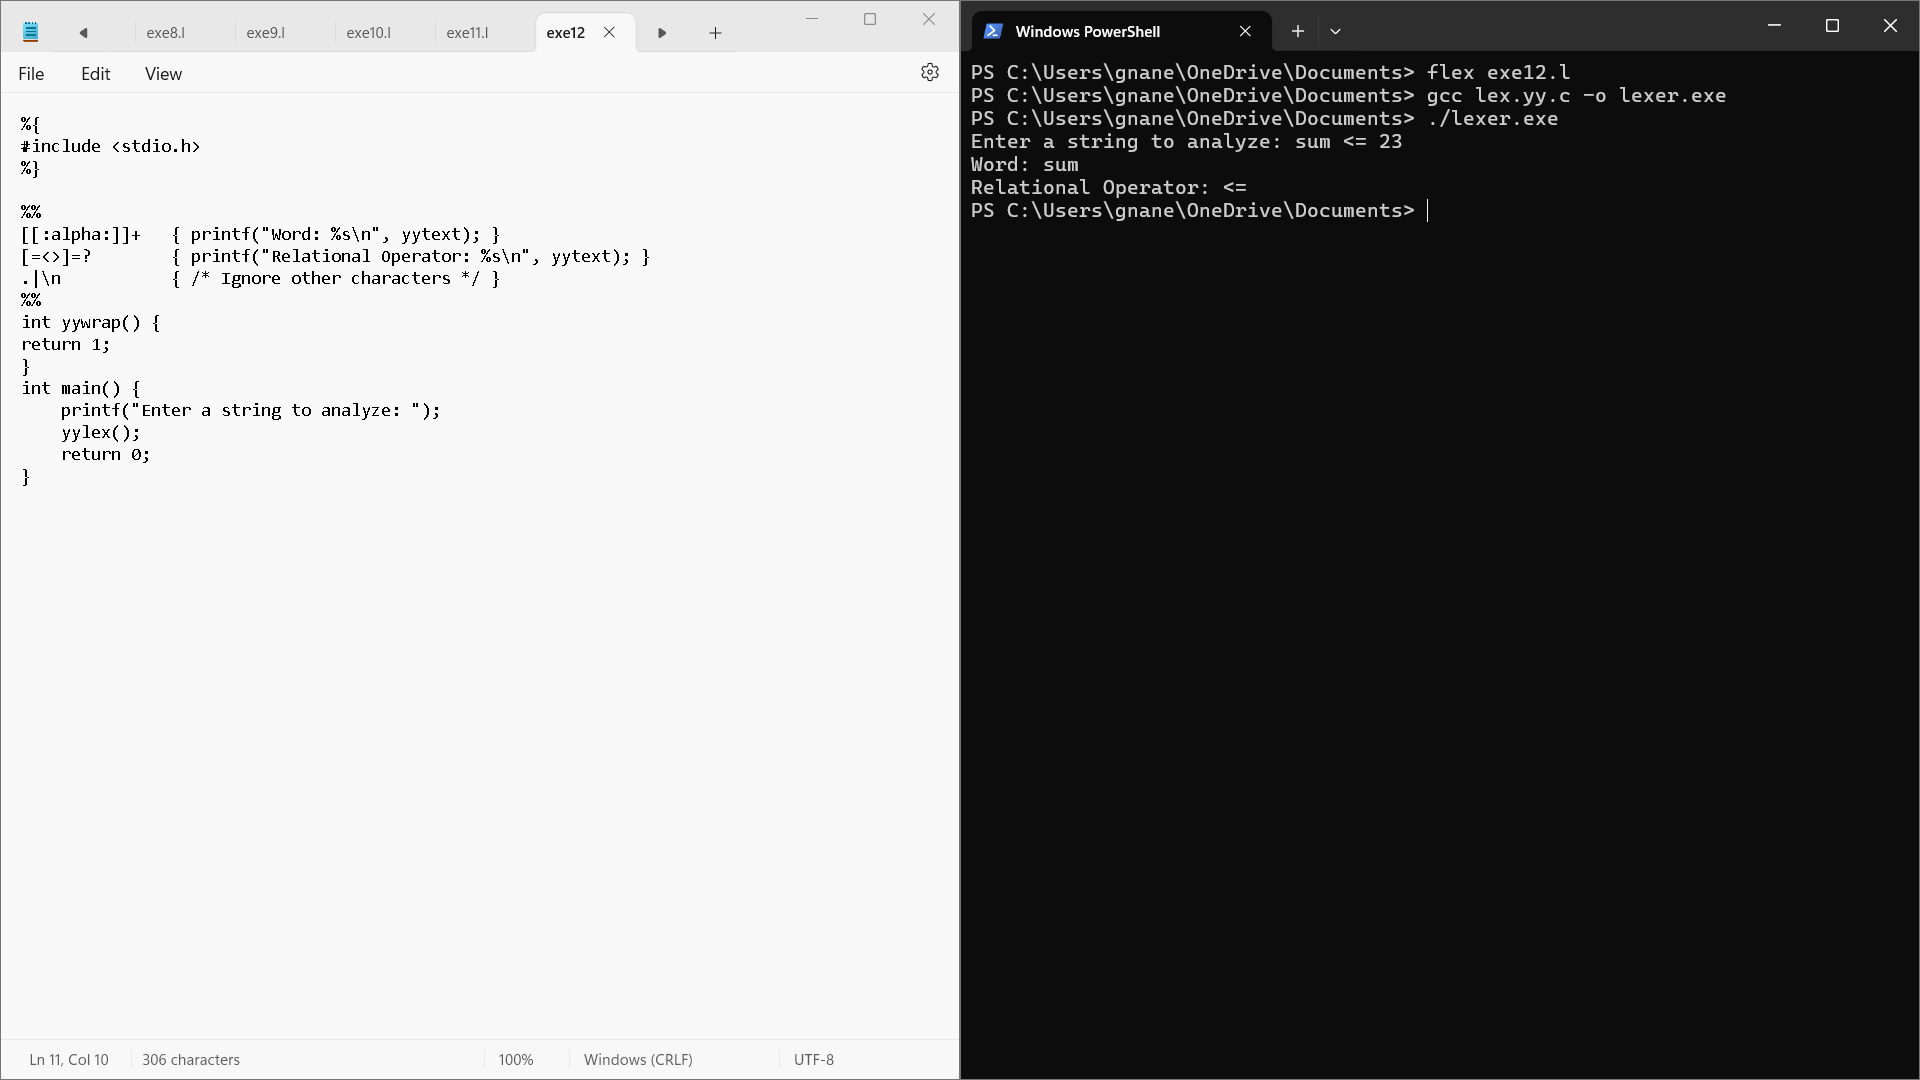 exe8.l exe9.l exe10.l exe11.l exe12
File Edit View
%{
#include <stdio.h>
%}
%%
[[:alpha:]]+   { printf("Word: %s\n", yytext); }
[=<>]=?        { printf("Relational Operator: %s\n", yytext); }
.|\n           { /* Ignore other characters */ }
%%
int yywrap() {
return 1;
}
int main() {
    printf("Enter a string to analyze: ");
    yylex();
    return 0;
}
Ln 11, Col 10 306 characters 100% Windows (CRLF) UTF-8
Windows PowerShell
PS C:\Users\gnane\OneDrive\Documents> flex exe12.l
PS C:\Users\gnane\OneDrive\Documents> gcc lex.yy.c -o lexer.exe
PS C:\Users\gnane\OneDrive\Documents> ./lexer.exe
Enter a string to analyze: sum <= 23
Word: sum
Relational Operator: <=
PS C:\Users\gnane\OneDrive\Documents>